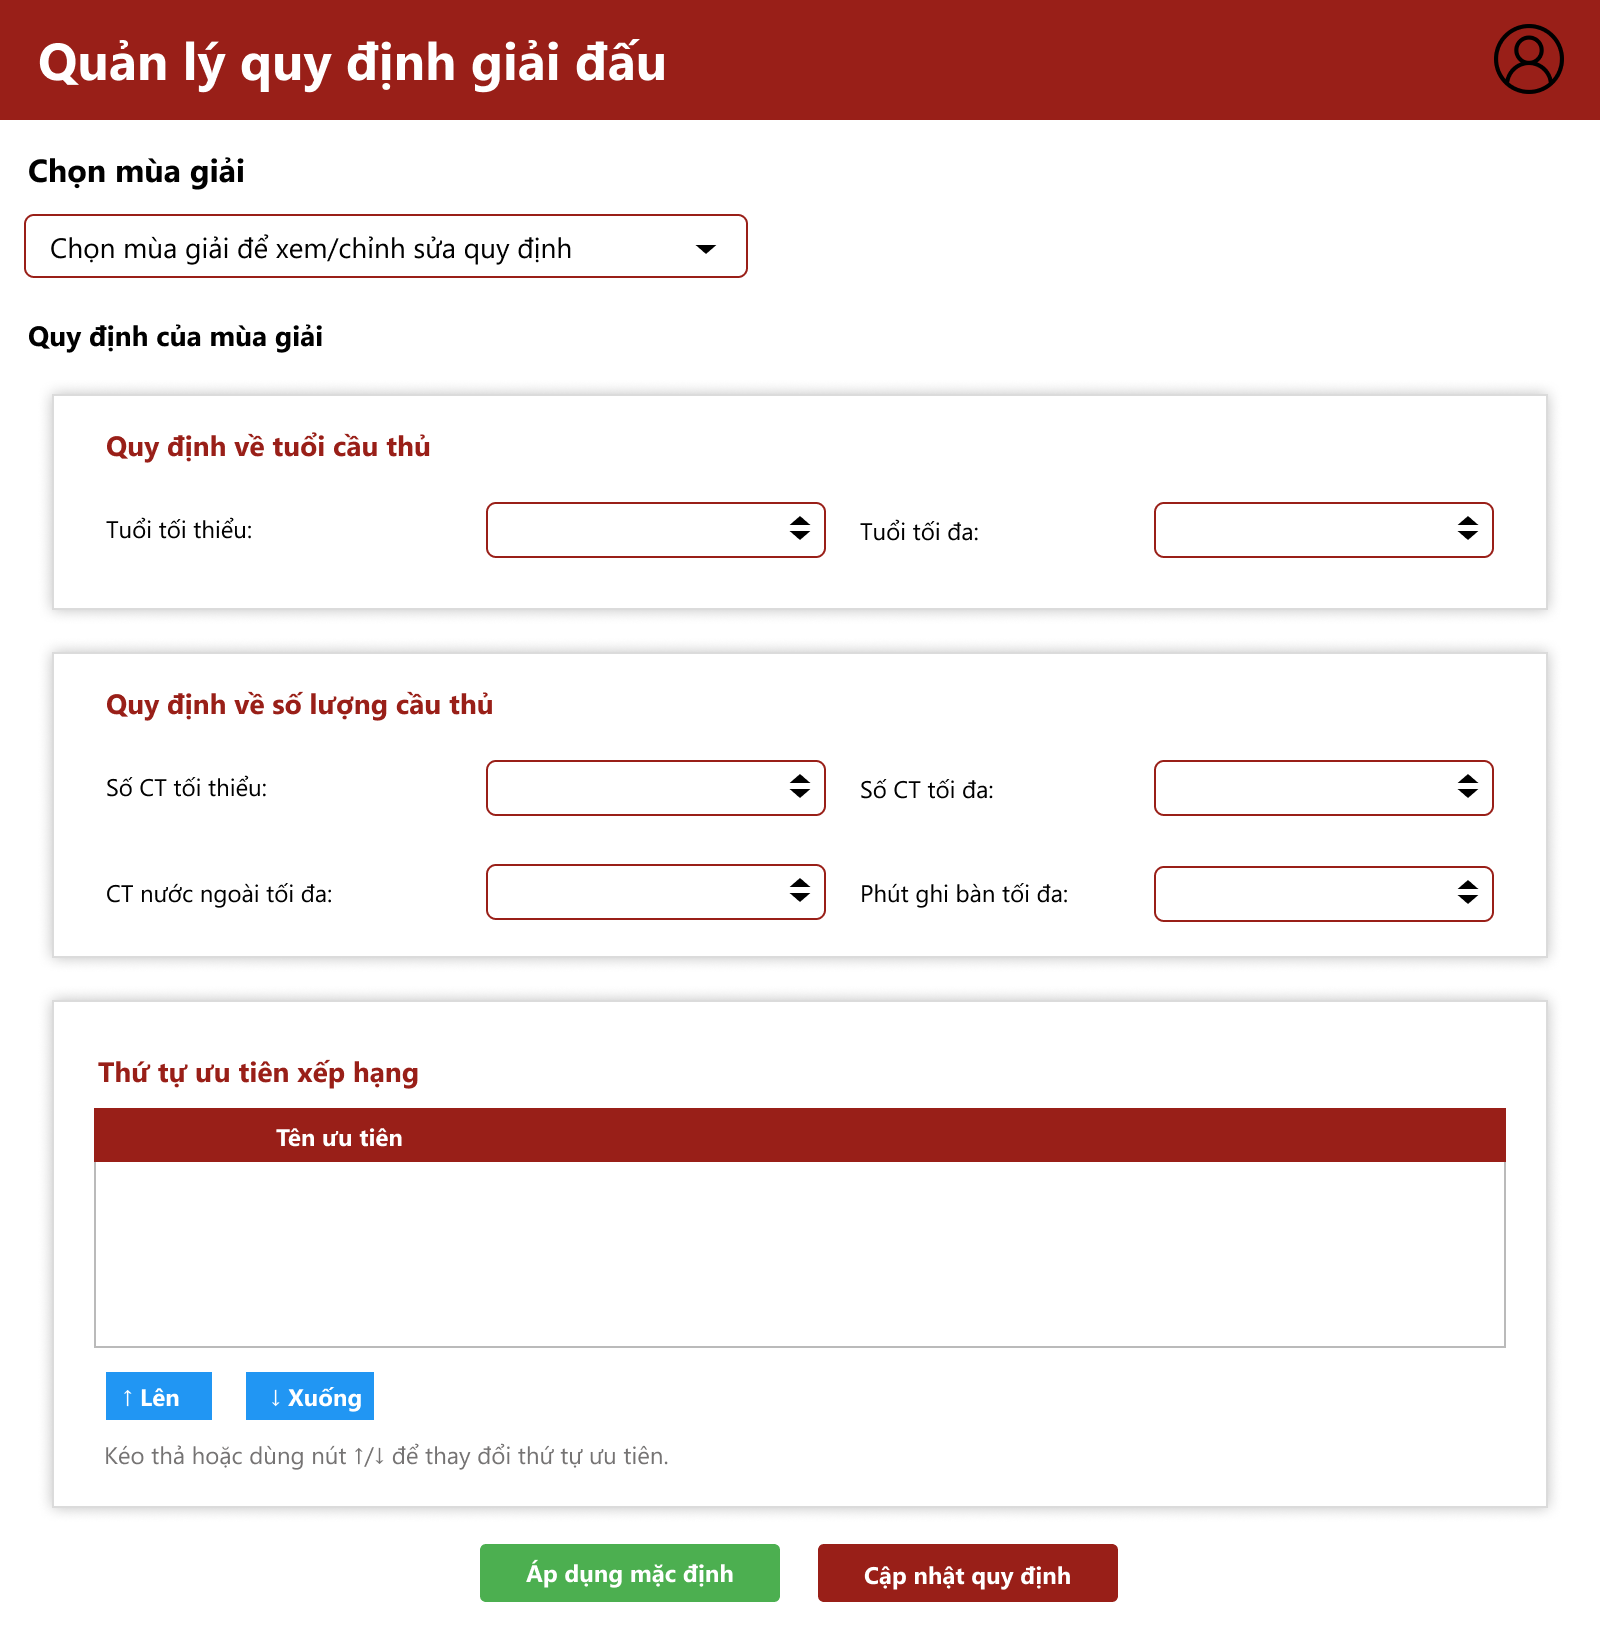 Quản lý quy định giải đấu
Chọn mùa giải
Chọn mùa giải để xem/chỉnh sửa quy định
Quy định của mùa giải
Quy định về tuổi cầu thủ
Tuổi tối thiểu:
Tuổi tối đa:
Quy định về số lượng cầu thủ
Số CT tối thiểu:
Số CT tối đa:
CT nước ngoài tối đa:
Phút ghi bàn tối đa:
Thứ tự ưu tiên xếp hạng
Tên ưu tiên
↑ Lên
↓ Xuống
Kéo thả hoặc dùng nút ↑/↓ để thay đổi thứ tự ưu tiên.
Áp dụng mặc định
Cập nhật quy định